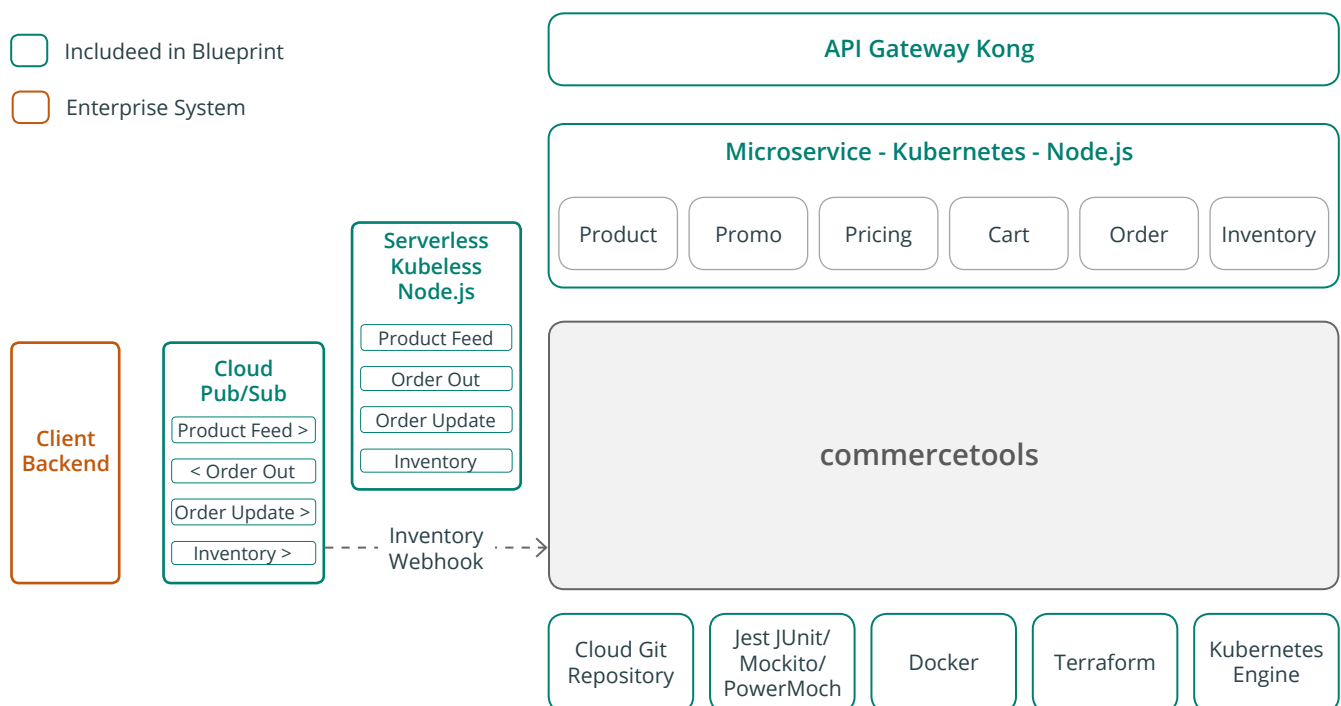 Includeed in Blueprint
Enterprise System
API Gateway Kong
Microservice - Kubernetes - Node.js
Product
Promo
Pricing
Cart
Order
Inventory
Serverless
Kubeless
Node.js
Product Feed
Order Out
Order Update
Inventory
Client
Backend
Cloud
Pub/Sub
Product Feed >
< Order Out
Order Update >
Inventory >
Inventory
Webhook
commercetools
Cloud Git
Repository
Jest JUnit/
Mockito/
PowerMoch
Docker
Terraform
Kubernetes
Engine